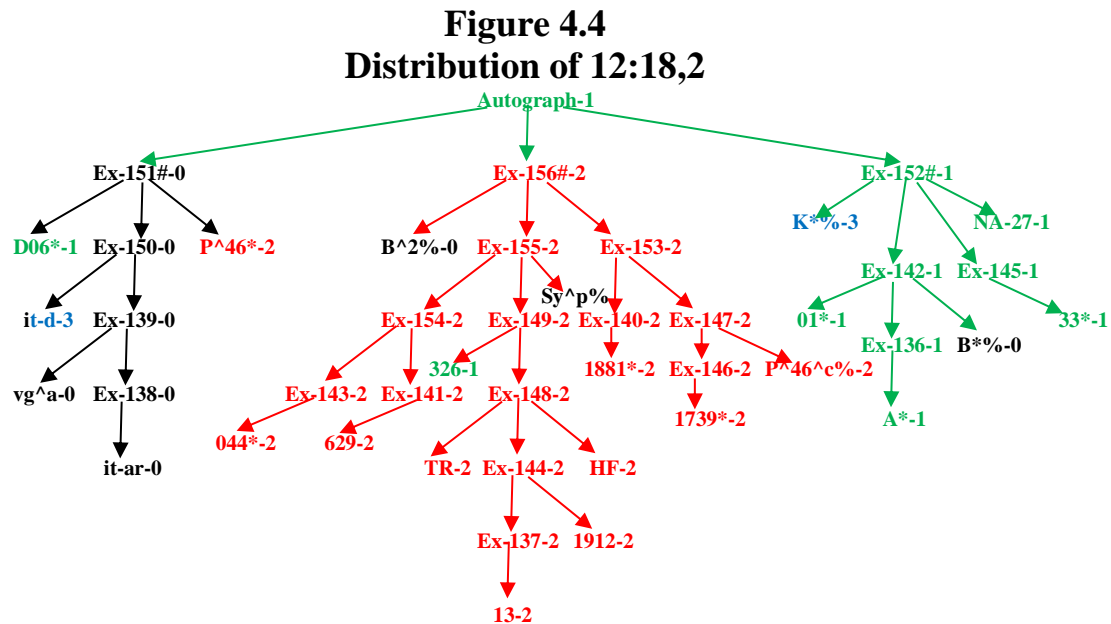 Figure 4.4
Distribution of 12:18,2
Autograph-1
Ex-151#-0 Ex-156#-2 Ex-152#-1
K*%-3 NA-27-1
D06*-1 Ex-150-0 P^46*-2 B^2%-0 Ex-155-2 Ex-153-2
Ex-142-1 Ex-145-1
Sy^p%
it-d-3 Ex-139-0 Ex-154-2 Ex-149-2 Ex-140-2 Ex-147-2 01*-1 33*-1
Ex-136-1 B*%-0
326-1 1881*-2 Ex-146-2 P^46^c%-2
vg^a-0 Ex-138-0 Ex-143-2 Ex-141-2 Ex-148-2
1739*-2 A*-1
044*-2 629-2
it-ar-0 TR-2 Ex-144-2 HF-2
Ex-137-2 1912-2
13-2